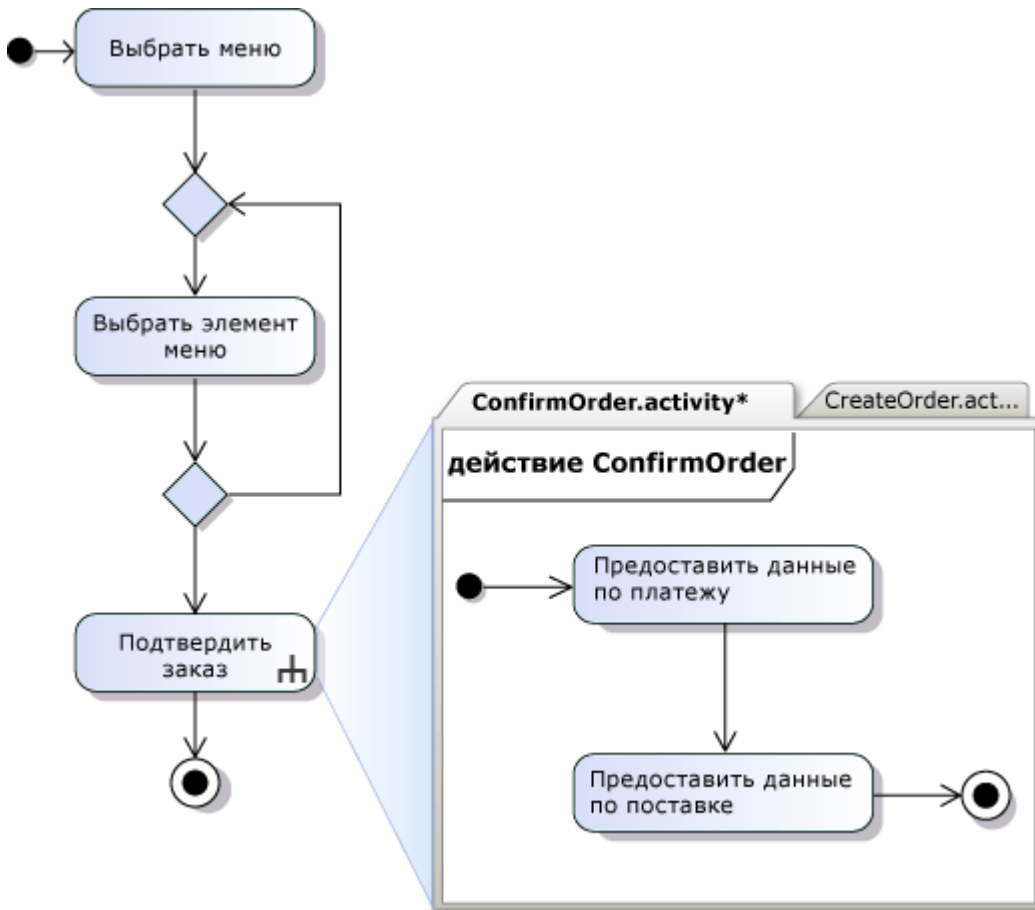 Выбрать меню
Выбрать элемент
меню
Подтвердить
заказ
ConfirmOrder.activity*
CreateOrder.act...
действие ConfirmOrder
Предоставить данные
по платежу
Предоставить данные
по поставке